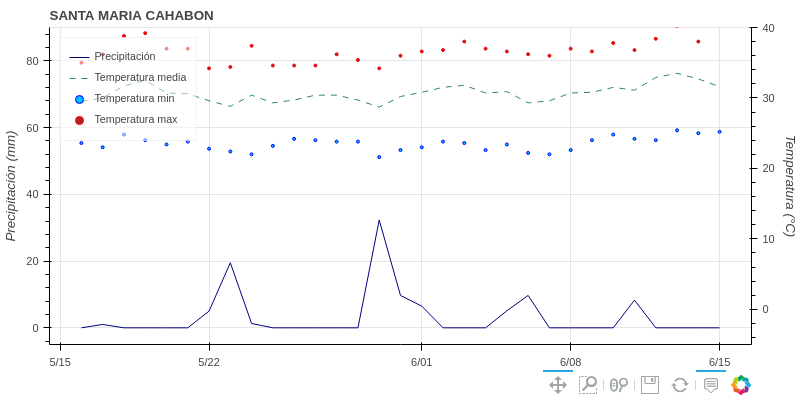 SANTA MARIA CAHABON
Precipitación
Temperatura media
Temperatura min
Temperatura max
Precipitación (mm)
80
60
40
20
0
40
30
20
10
0
Temperatura (°C)
5/15
5/22
6/01
6/08
6/15